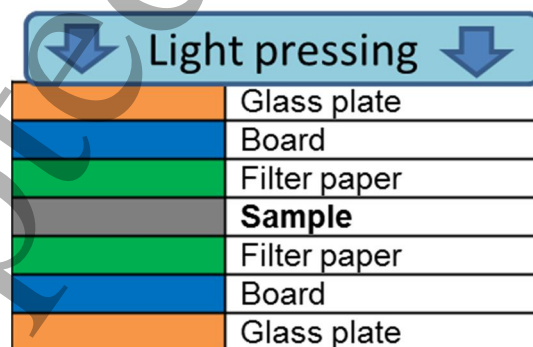 Light pressing
Glass plate
Board
Filter paper
Sample
Filter paper
Board
Glass plate